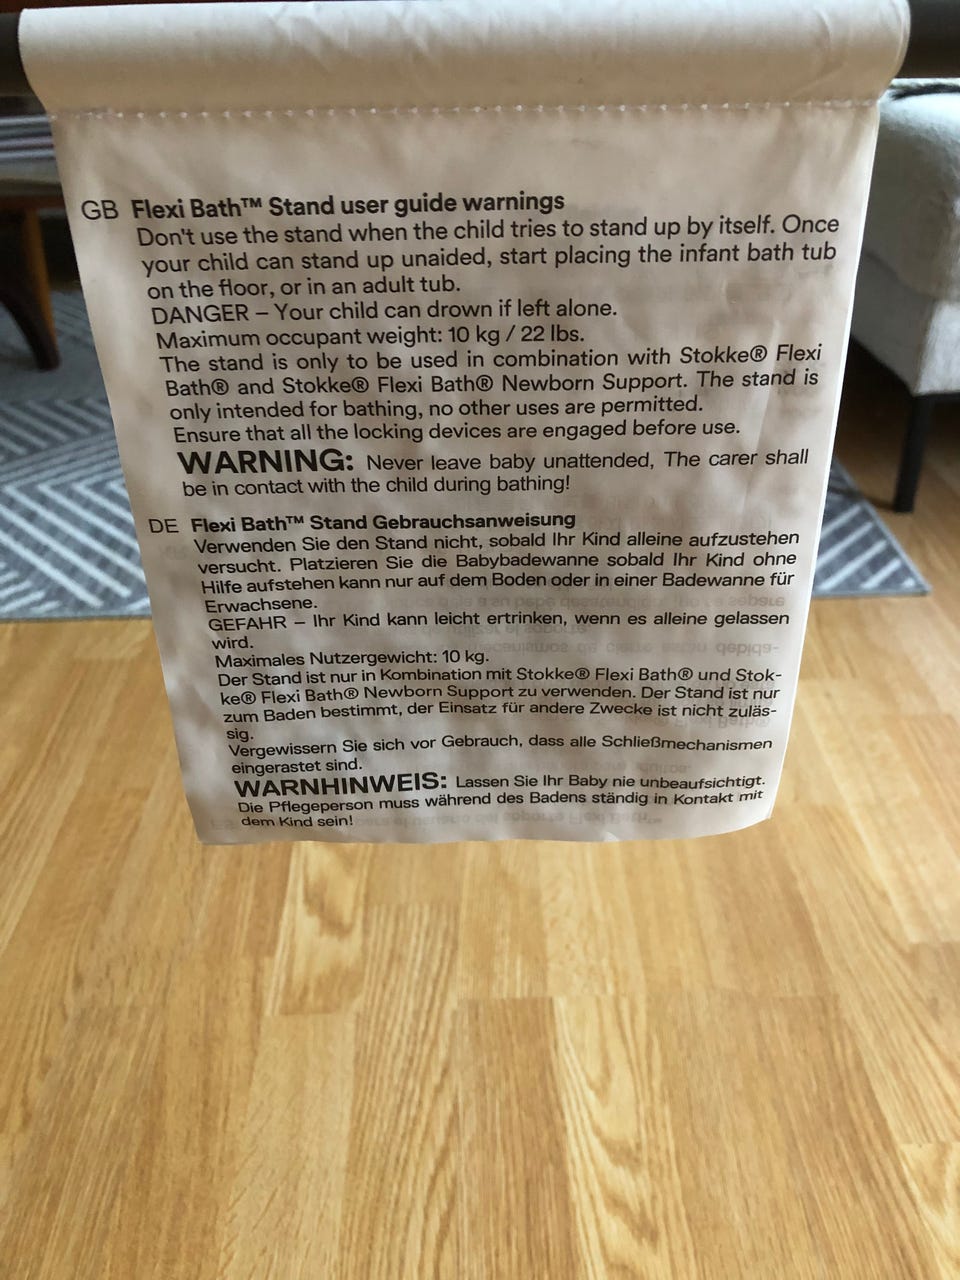 GB Flexi Bath™ Stand user guide warnings
Don't use the stand when the child tries to stand up by itself. Once
your child can stand up unaided, start placing the infant bath tub
on the floor, or in an adult tub.
DANGER – Your child can drown if left alone.
Maximum occupant weight: 10 kg / 22 lbs.
The stand is only to be used in combination with Stokke® Flexi
Bath® and Stokke® Flexi Bath® Newborn Support. The stand is
only intended for bathing, no other uses are permitted.
Ensure that all the locking devices are engaged before use.
WARNING: Never leave baby unattended, The carer shall
be in contact with the child during bathing!
DE Flexi Bath™ Stand Gebrauchsanweisung
Verwenden Sie den Stand nicht, sobald Ihr Kind alleine aufzustehen
versucht. Platzieren Sie die Babybadewanne sobald Ihr Kind ohne
Hilfe aufstehen kann nur auf dem Boden oder in einer Badewanne für
Erwachsene.
GEFAHR – Ihr Kind kann leicht ertrinken, wenn es alleine gelassen
wird.
Maximales Nutzergewicht: 10 kg.
Der Stand ist nur in Kombination mit Stokke® Flexi Bath® und Stok-
ke® Flexi Bath® Newborn Support zu verwenden. Der Stand ist nur
zum Baden bestimmt, der Einsatz für andere Zwecke ist nicht zuläs-
sig.
Vergewissern Sie sich vor Gebrauch, dass alle Schließmechanismen
eingerastet sind.
WARNHINWEIS: Lassen Sie Ihr Baby nie unbeaufsichtigt.
Die Pflegeperson muss während des Badens ständig in Kontakt mit
dem Kind sein!